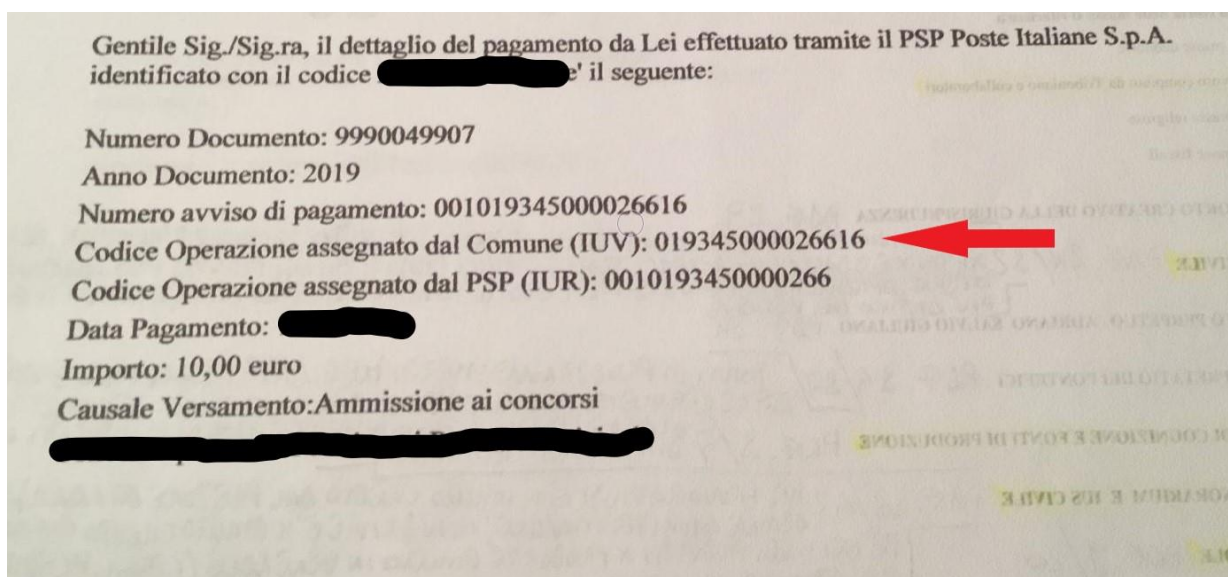 Gentile Sig./Sig.ra, il dettaglio del pagamento da Lei effettuato tramite il PSP Poste Italiane S.p.A.
identificato con il codice e' il seguente:
Numero Documento: 9990049907
Anno Documento: 2019
Numero avviso di pagamento: 001019345000026616
Codice Operazione assegnato dal Comune (IUV): 019345000026616
Codice Operazione assegnato dal PSP (IUR): 0010193450000266
Data Pagamento:
Importo: 10,00 euro
Causale Versamento:Ammissione ai concorsi